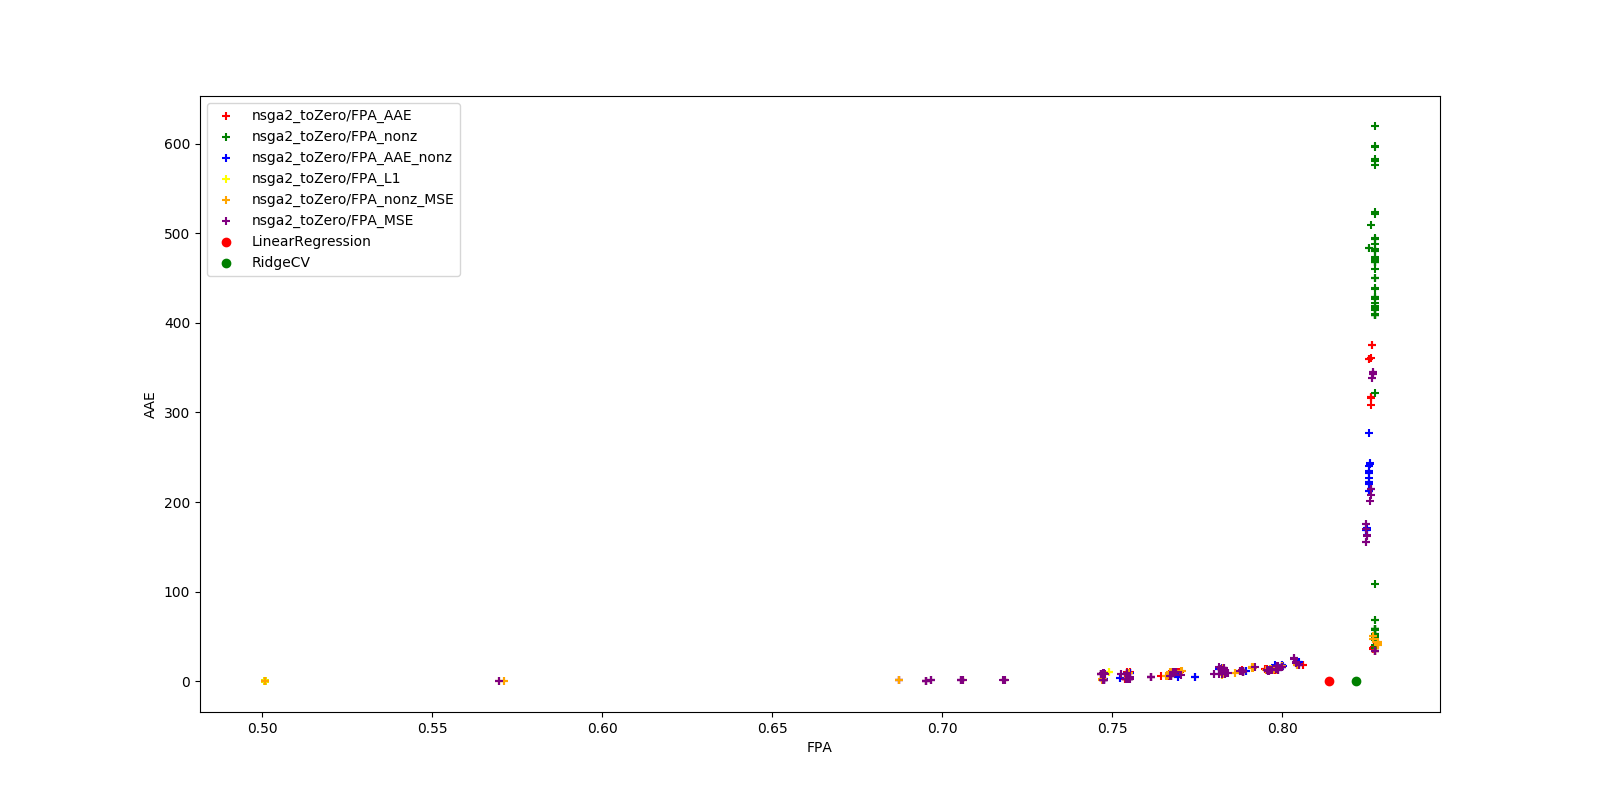 nsga2_toZero/FPA_AAE
nsga2_toZero/FPA_nonz
nsga2_toZero/FPA_AAE_nonz
nsga2_toZero/FPA_L1
nsga2_toZero/FPA_nonz_MSE
nsga2_toZero/FPA_MSE
LinearRegression
RidgeCV
600
500
400
300
200
100
0
AAE
0.50 0.55 0.60 0.65 0.70 0.75 0.80
FPA